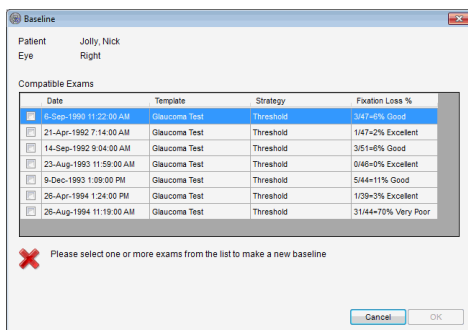 Baseline
Patient Jolly, Nick
Eye Right
Compatible Exams
Date Template Strategy Fixation Loss %
6-Sep-1990 11:22:00 AM Glaucoma Test Threshold 3/47=6% Good
21-Apr-1992 7:14:00 AM Glaucoma Test Threshold 1/47=2% Excellent
14-Sep-1992 9:04:00 AM Glaucoma Test Threshold 3/51=6% Good
23-Aug-1993 11:59:00 AM Glaucoma Test Threshold 0/46=0% Excellent
9-Dec-1993 1:09:00 PM Glaucoma Test Threshold 5/44=11% Good
26-Apr-1994 1:24:00 PM Glaucoma Test Threshold 1/39=3% Excellent
26-Aug-1994 11:19:00 AM Glaucoma Test Threshold 31/44=70% Very Poor
Please select one or more exams from the list to make a new baseline
Cancel OK